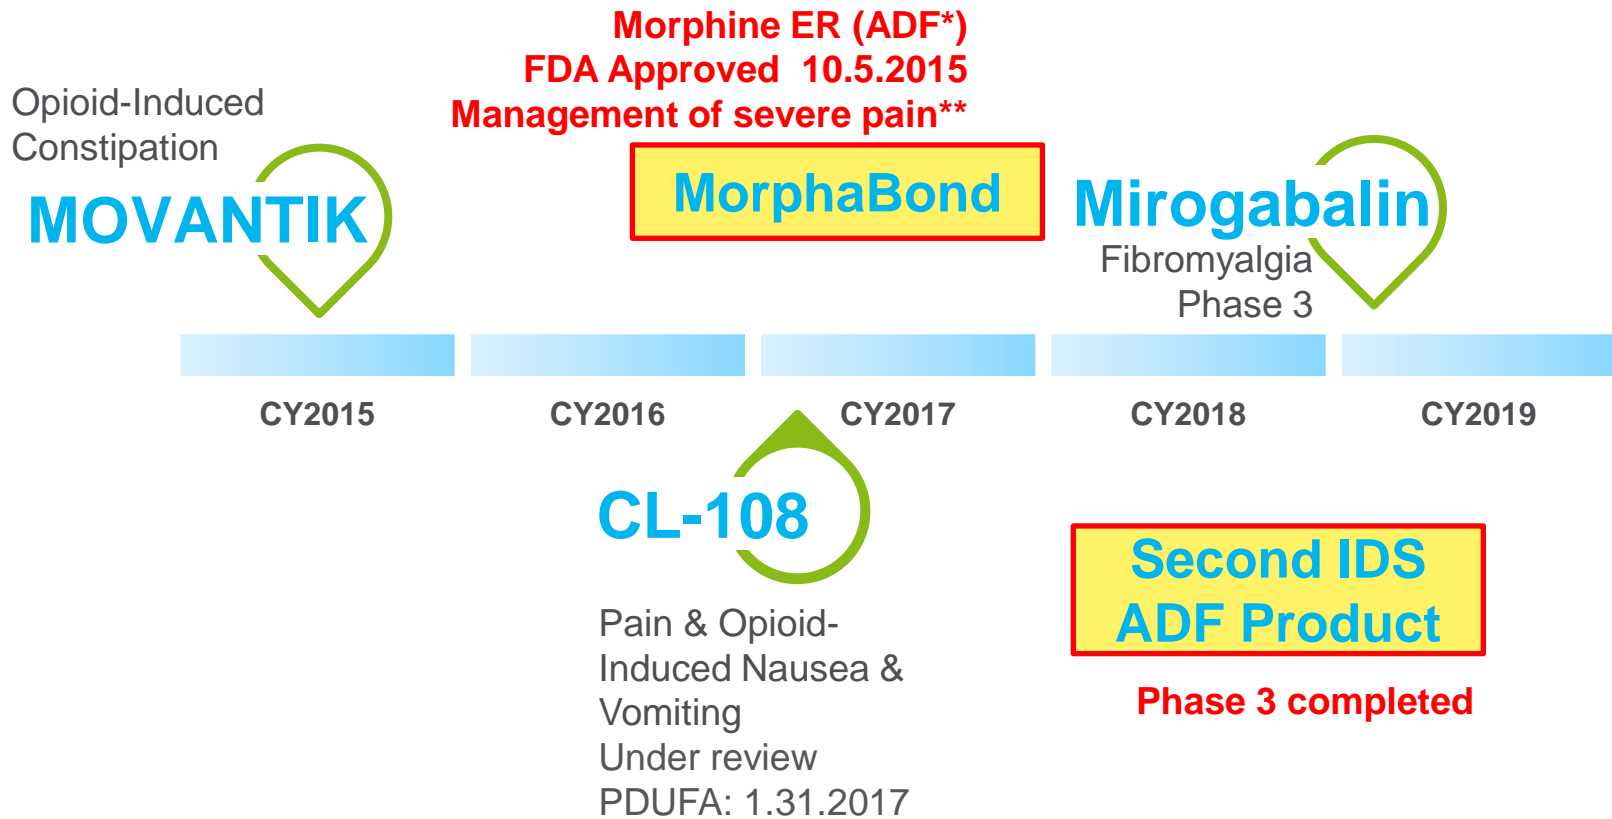 Morphine ER (ADF*)
FDA Approved 10.5.2015
Management of severe pain**
Opioid-Induced
Constipation
MOVANTIK
MorphaBond
Mirogabalin
Fibromyalgia
Phase 3
CY2015
CY2016
CY2017
CY2018
CY2019
CL-108
Pain & Opioid-
Induced Nausea &
Vomiting
Under review
PDUFA: 1.31.2017
Second IDS
ADF Product
Phase 3 completed